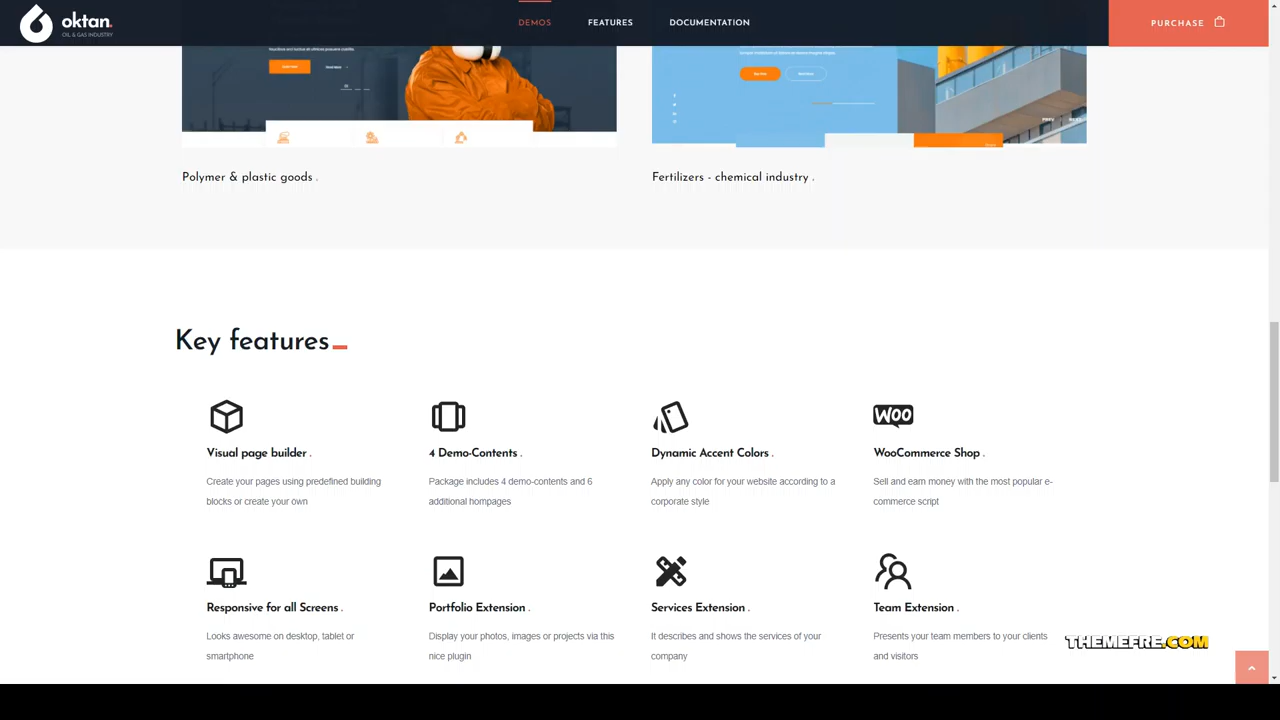 oktan.
OIL & GAS INDUSTRY
DEMOS
FEATURES
DOCUMENTATION
PURCHASE
Polymer & plastic goods .
Fertilizers - chemical industry .
Key features
WOO
Visual page builder .
4 Demo-Contents .
Dynamic Accent Colors .
WooCommerce Shop .
Create your pages using predefined building
blocks or create your own
Package includes 4 demo-contents and 6
additional hompages
Apply any color for your website according to a
corporate style
Sell and earn money with the most popular e-
commerce script
Responsive for all Screens .
Portfolio Extension .
Services Extension .
Team Extension .
Looks awesome on desktop, tablet or
smartphone
Display your photos, images or projects via this
nice plugin
It describes and shows the services of your
company
Presents your team members to your clients
and visitors
THEMEFRE.COM